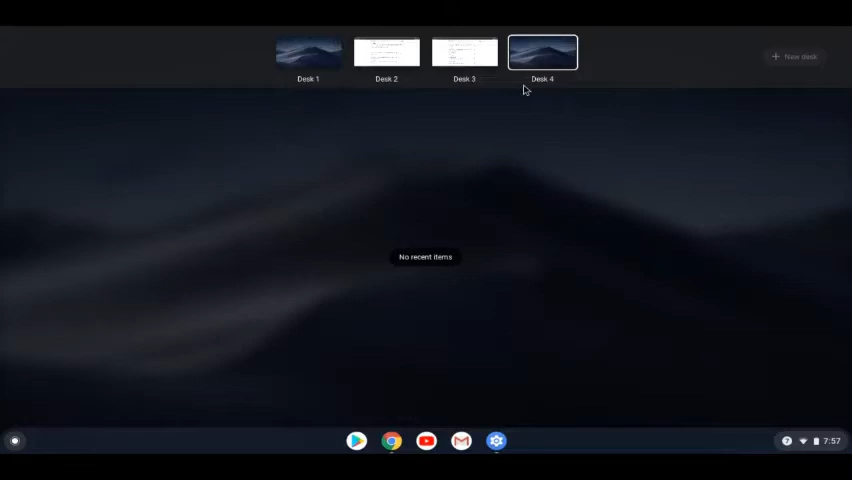 Desk 1
Desk 2
Desk 3
Desk 4
+ New desk
No recent items
7:57